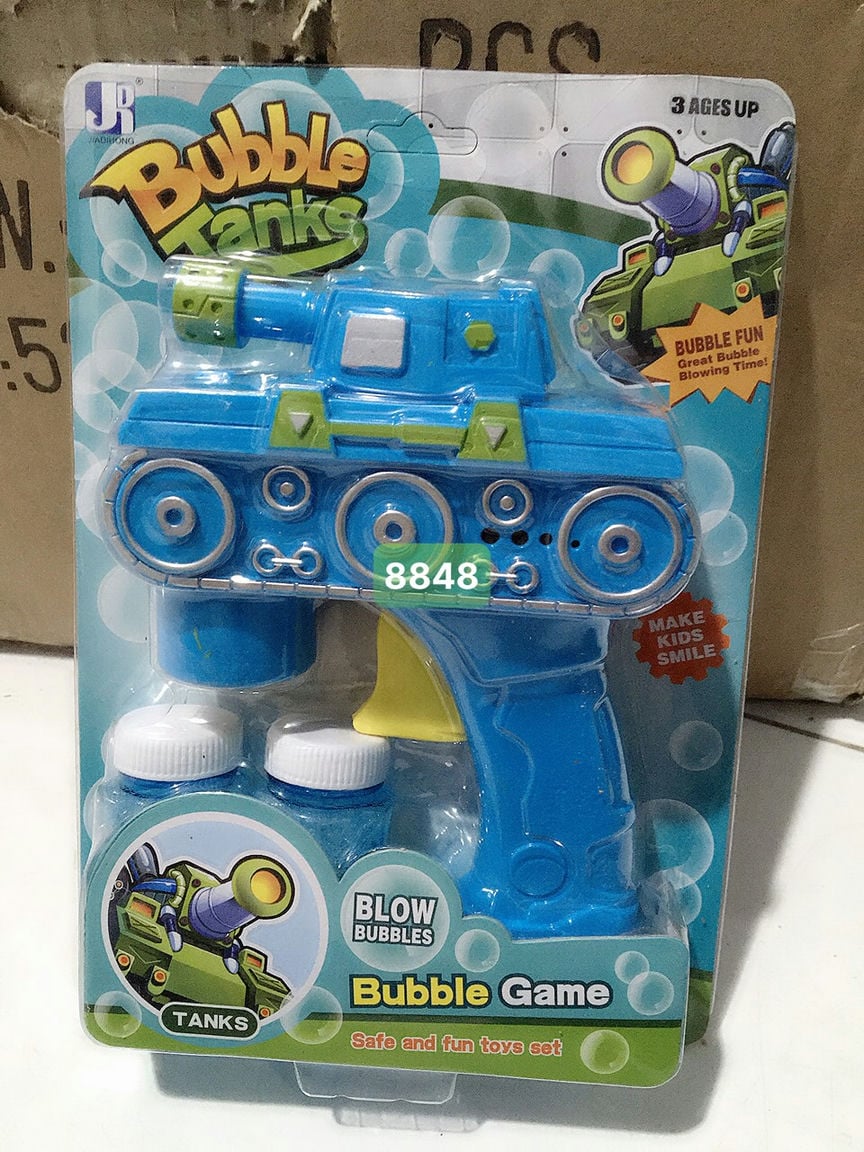 PCS
JR
JIADIHONG
3 AGES UP
Bubble
Tanks
BUBBLE FUN
Great Bubble
Blowing Time!
8848
MAKE
KIDS
SMILE
BLOW
BUBBLES
Bubble Game
TANKS
Safe and fun toys set